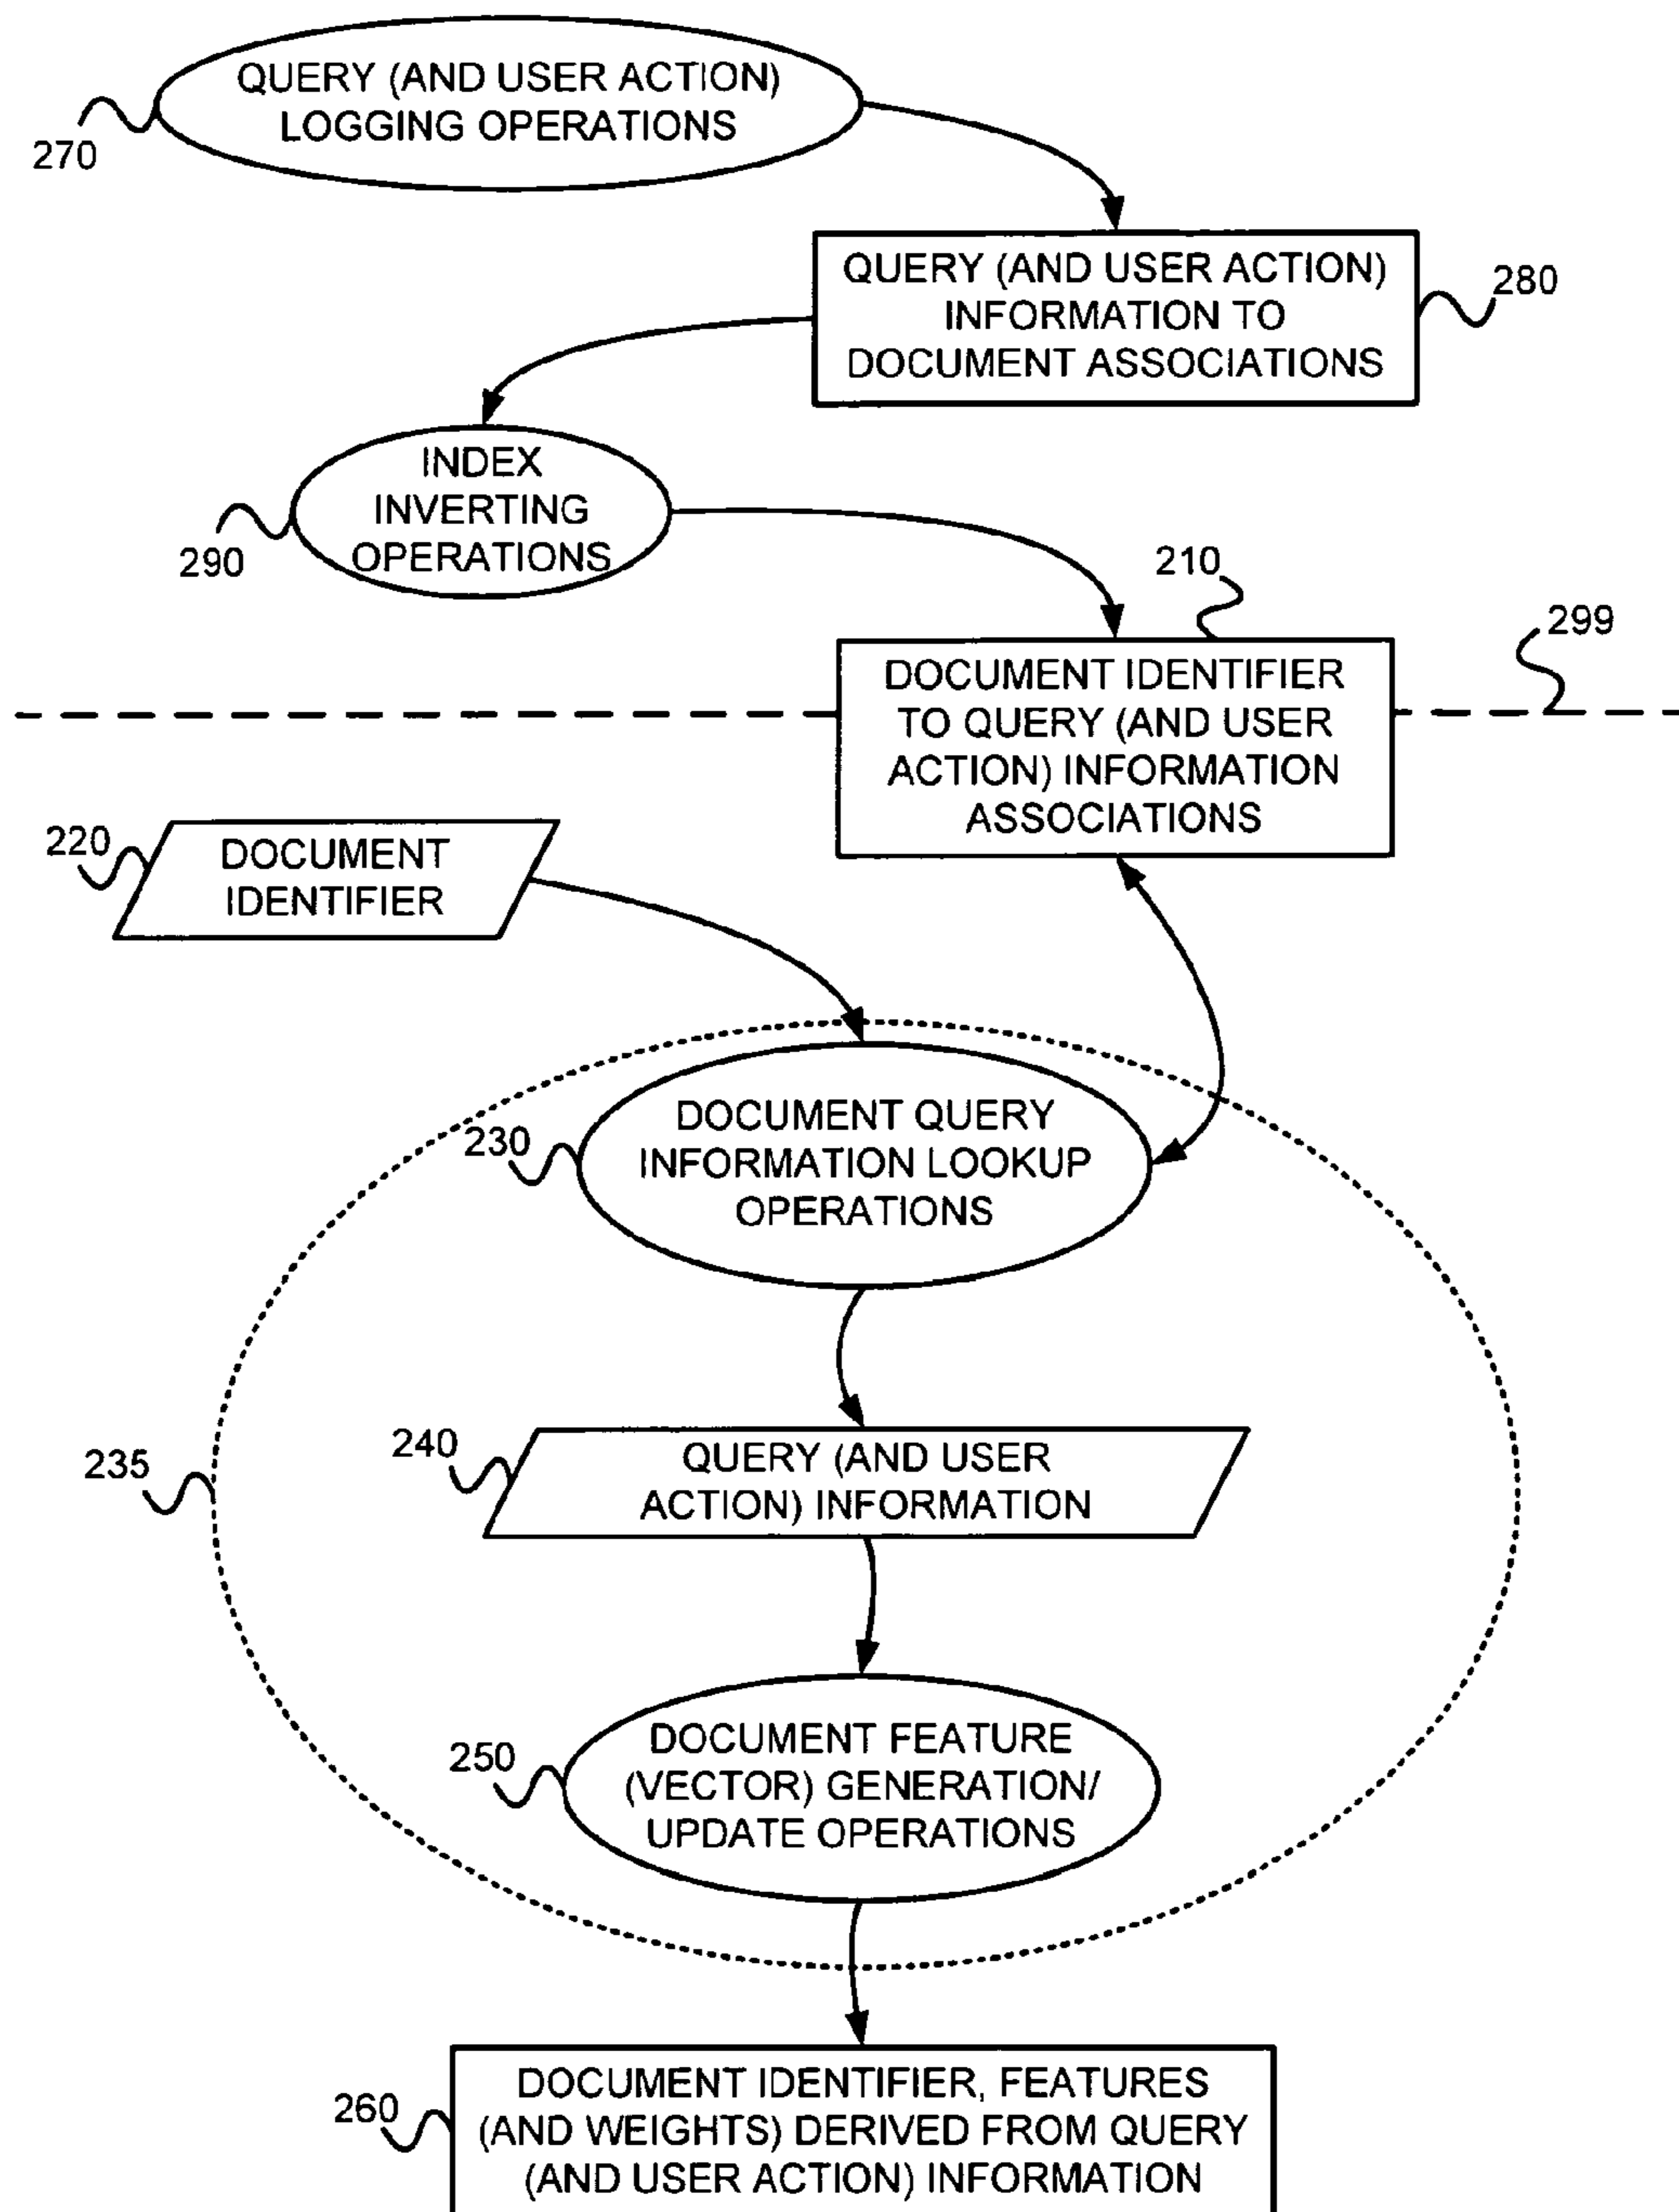 QUERY (AND USER ACTION)
LOGGING OPERATIONS
270
QUERY (AND USER ACTION)
INFORMATION TO
DOCUMENT ASSOCIATIONS
280
INDEX
INVERTING
OPERATIONS
290
210
299
DOCUMENT IDENTIFIER
TO QUERY (AND USER
ACTION) INFORMATION
ASSOCIATIONS
220
DOCUMENT
IDENTIFIER
230
DOCUMENT QUERY
INFORMATION LOOKUP
OPERATIONS
235
240
QUERY (AND USER
ACTION) INFORMATION
250
DOCUMENT FEATURE
(VECTOR) GENERATION/
UPDATE OPERATIONS
260
DOCUMENT IDENTIFIER, FEATURES
(AND WEIGHTS) DERIVED FROM QUERY
(AND USER ACTION) INFORMATION